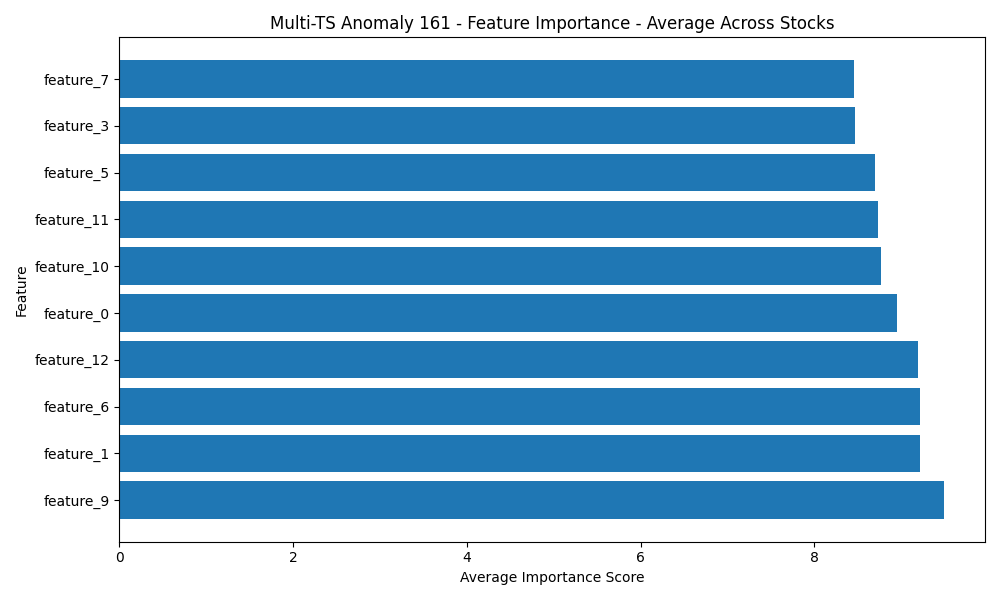 Multi-TS Anomaly 161 - Feature Importance - Average Across Stocks
Feature
feature_7
feature_3
feature_5
feature_11
feature_10
feature_0
feature_12
feature_6
feature_1
feature_9
0 2 4 6 8
Average Importance Score